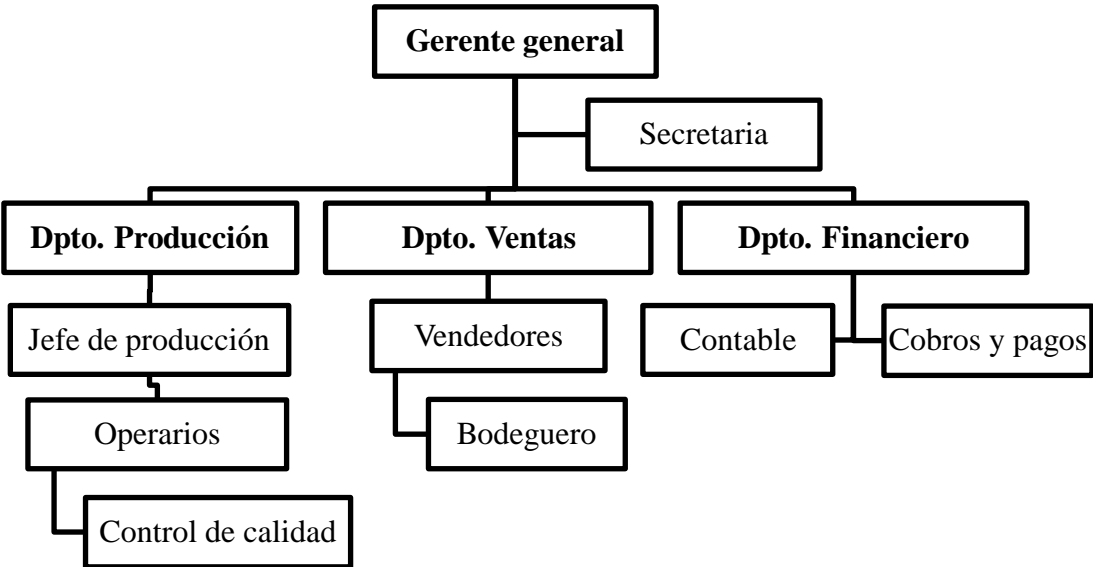 Gerente general
Secretaria
Dpto. Producción
Dpto. Ventas
Dpto. Financiero
Jefe de producción
Vendedores
Contable
Cobros y pagos
Operarios
Bodeguero
Control de calidad